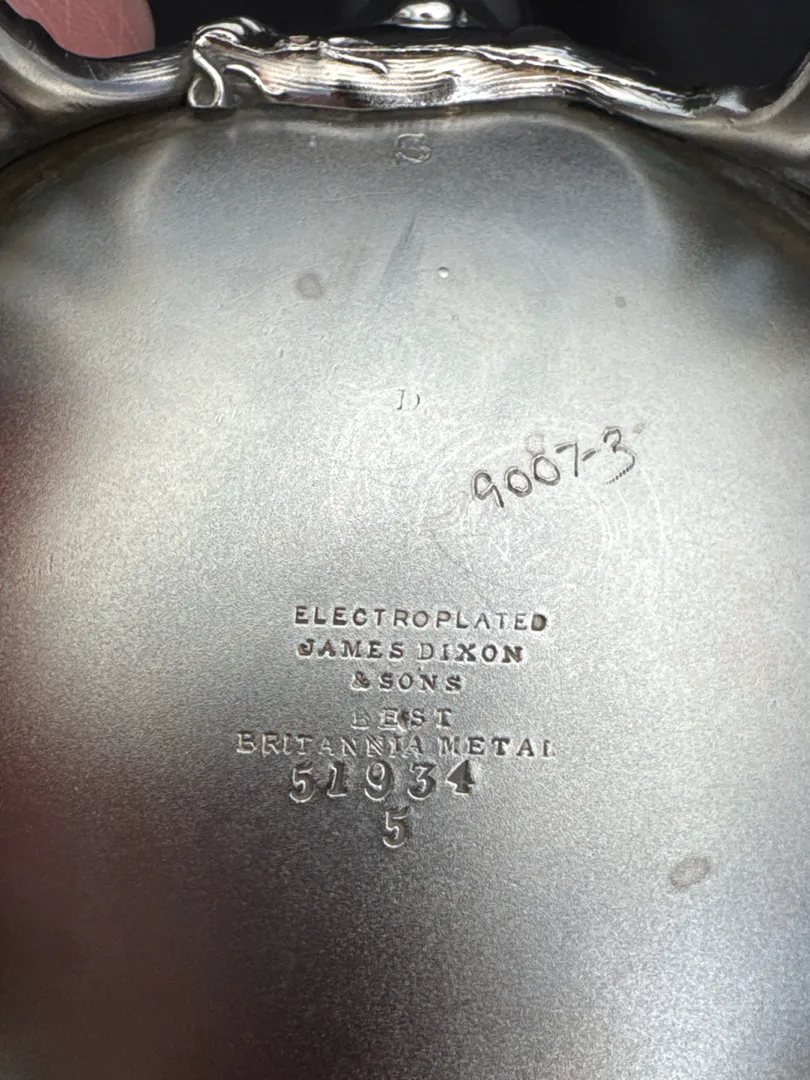 S
D
9007-3
ELECTROPLATED
JAMES DIXON
& SONS
BEST
BRITANNIA METAL
51934
5